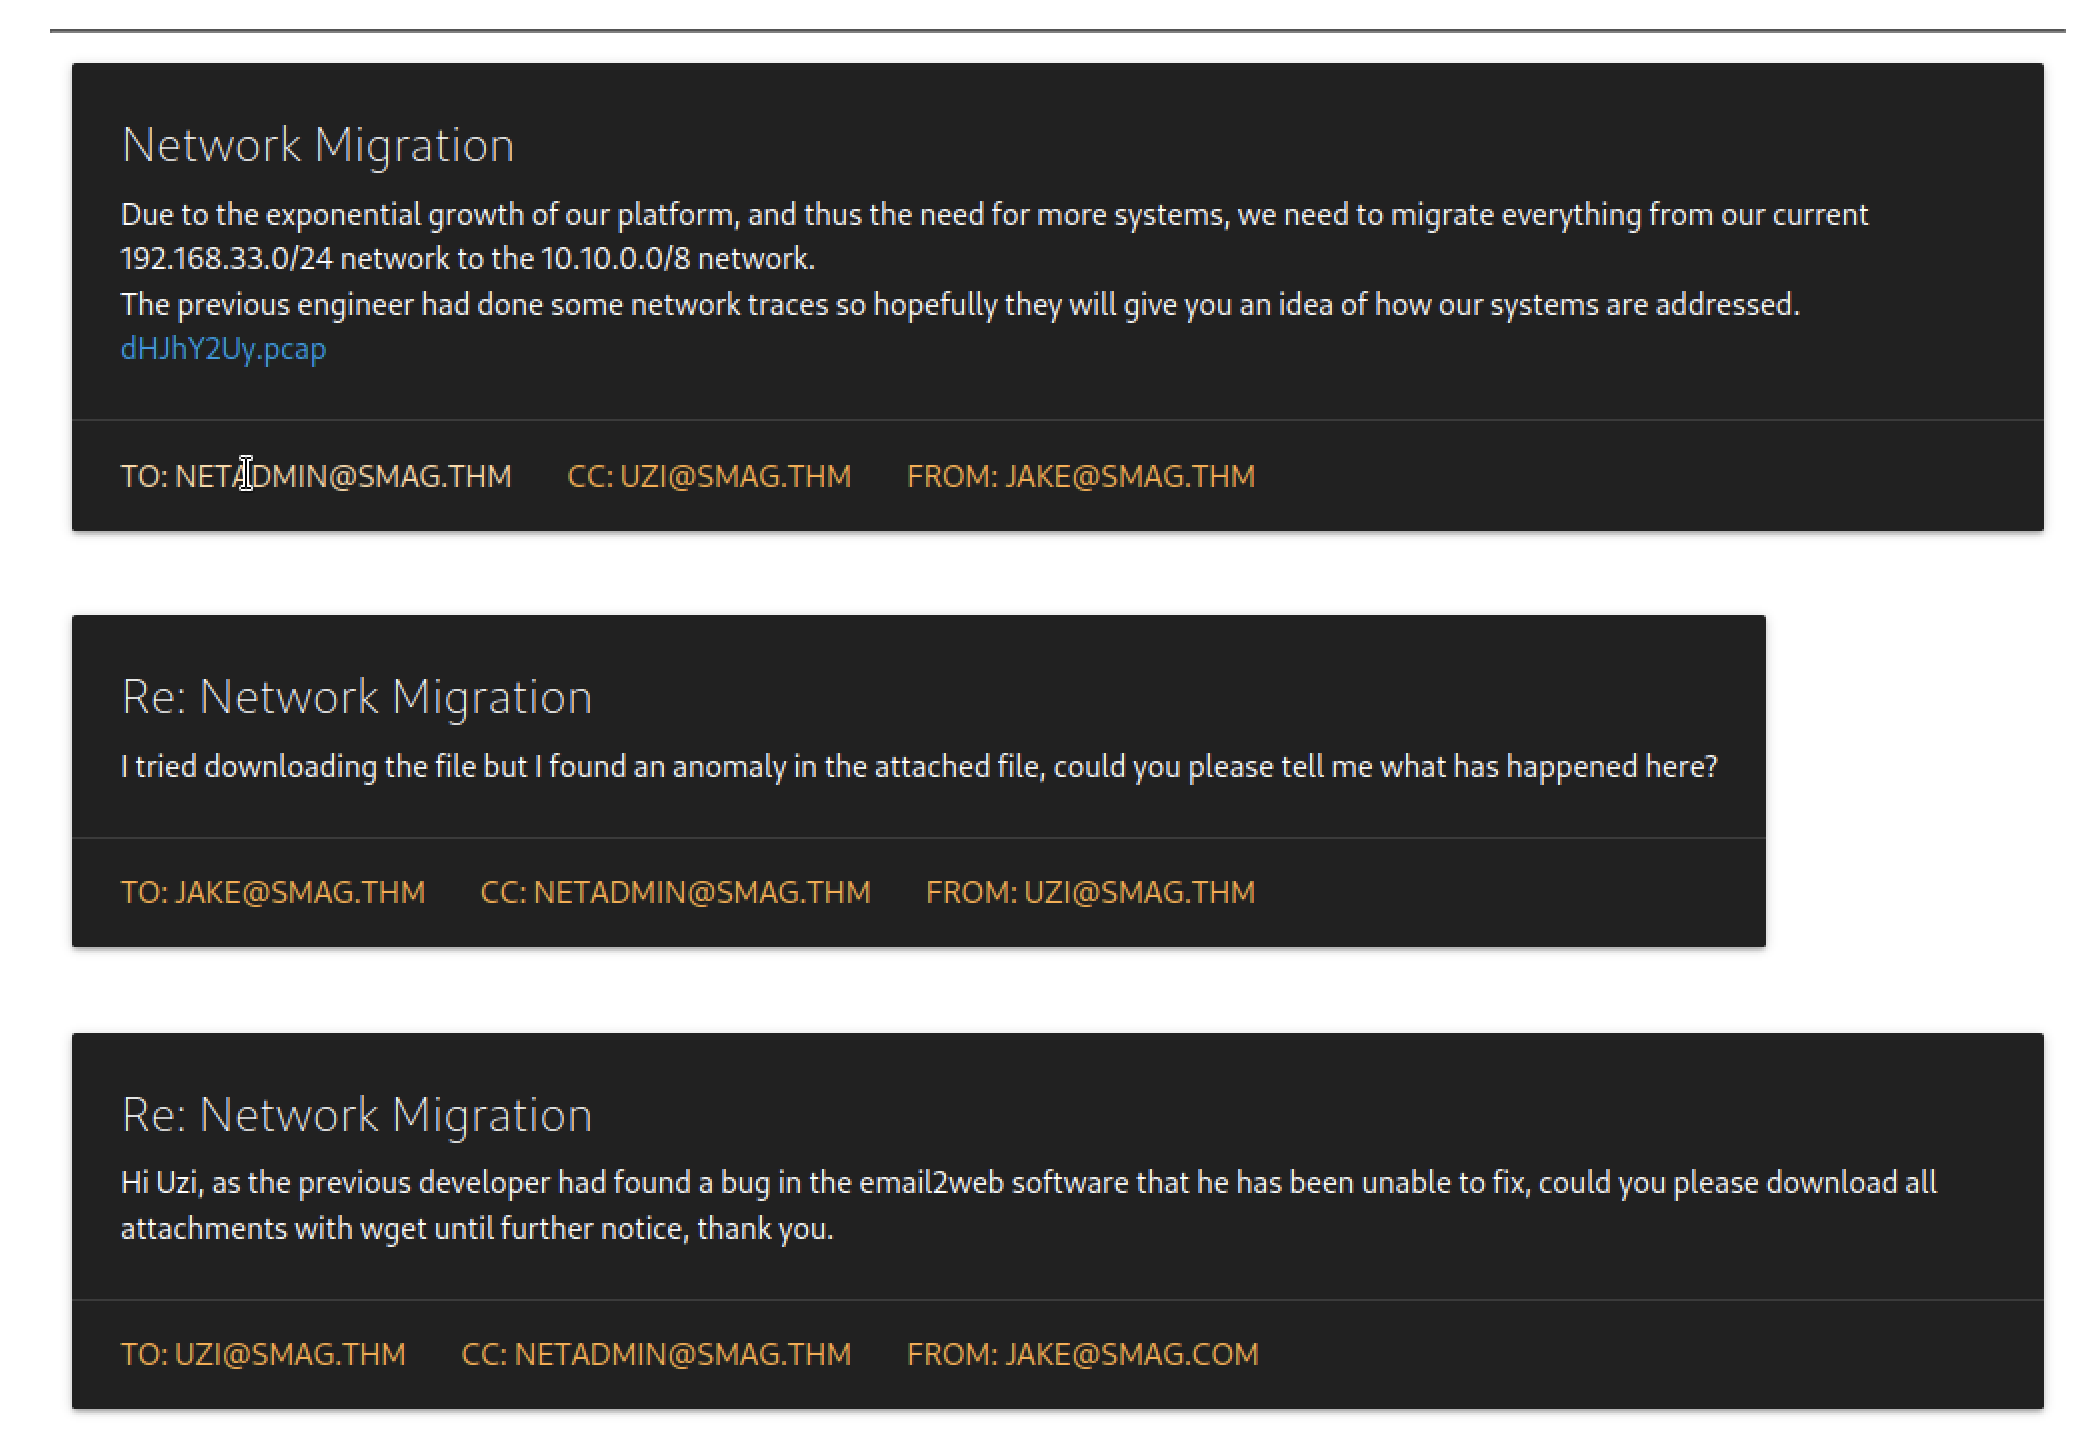 Network Migration
Due to the exponential growth of our platform, and thus the need for more systems, we need to migrate everything from our current
192.168.33.0/24 network to the 10.10.0.0/8 network.
The previous engineer had done some network traces so hopefully they will give you an idea of how our systems are addressed.
dHJhY2Uy.pcap
TO: NETADMIN@SMAG.THM CC: UZI@SMAG.THM FROM: JAKE@SMAG.THM
Re: Network Migration
I tried downloading the file but I found an anomaly in the attached file, could you please tell me what has happened here?
TO: JAKE@SMAG.THM CC: NETADMIN@SMAG.THM FROM: UZI@SMAG.THM
Re: Network Migration
Hi Uzi, as the previous developer had found a bug in the email2web software that he has been unable to fix, could you please download all
attachments with wget until further notice, thank you.
TO: UZI@SMAG.THM CC: NETADMIN@SMAG.THM FROM: JAKE@SMAG.COM